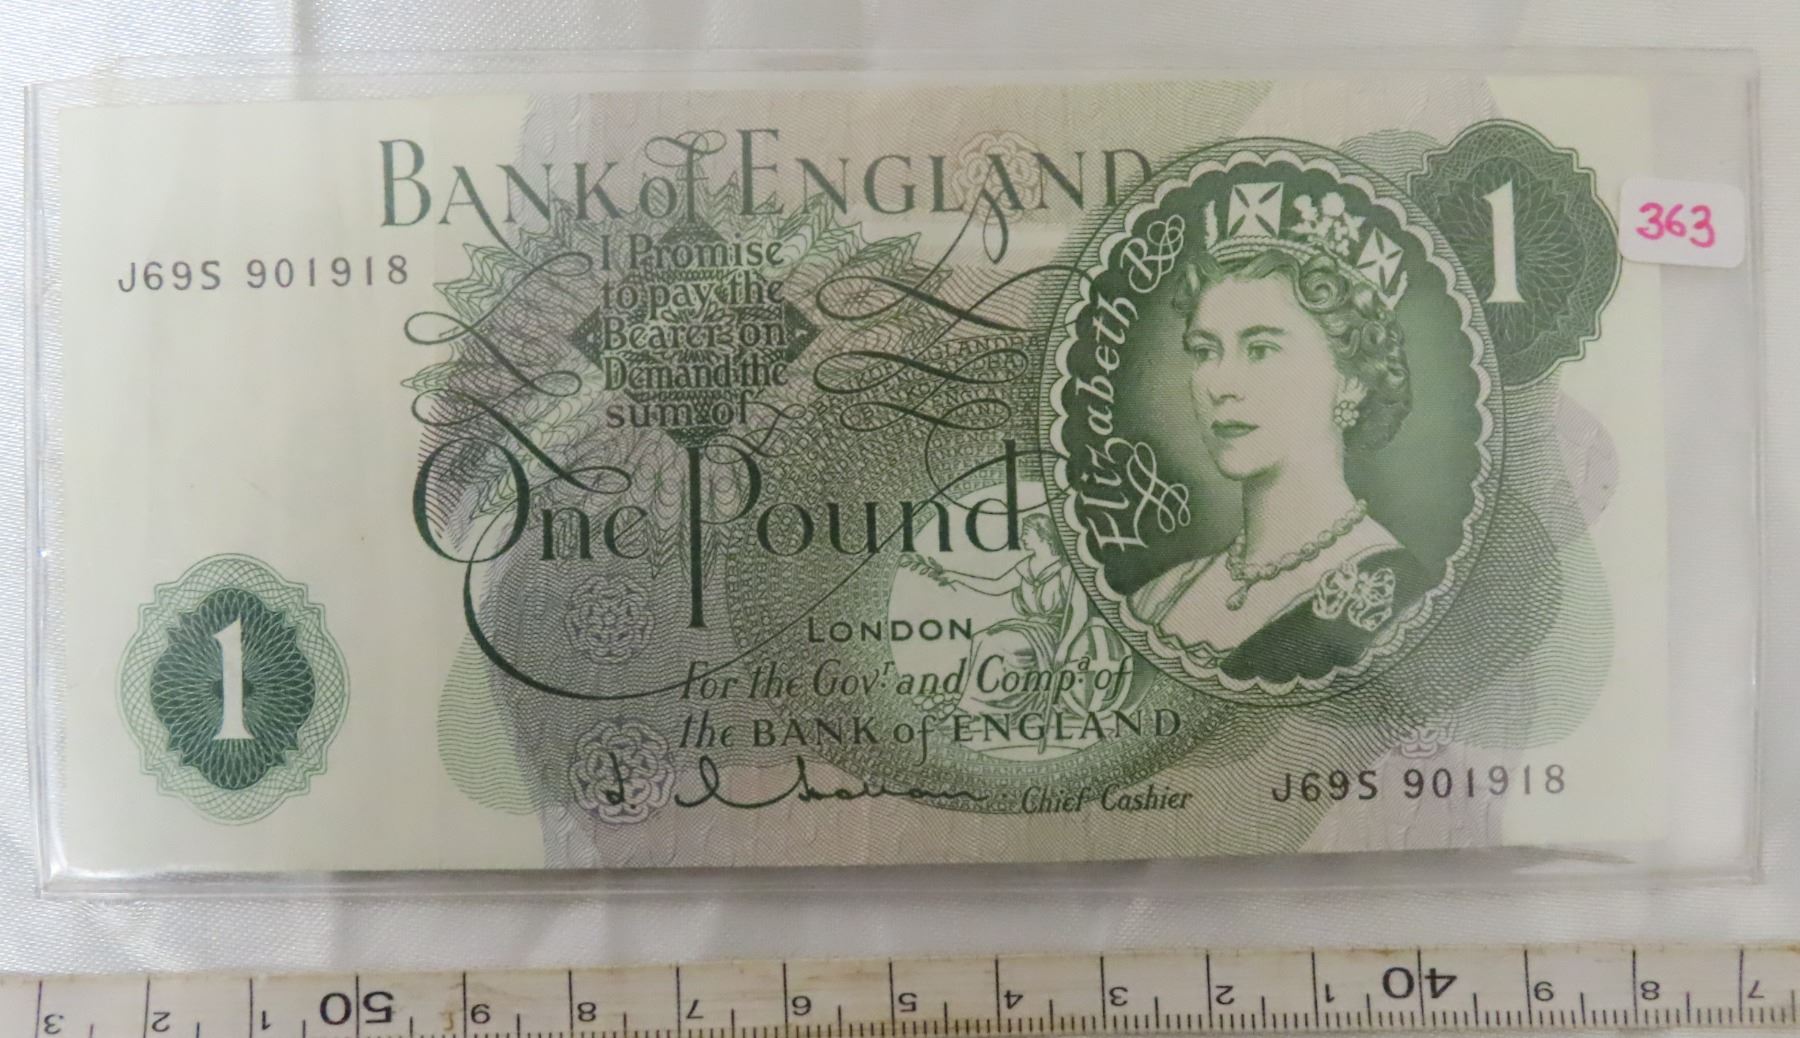 BANK of ENGLAND
1
363
J69S 901918
I Promise
to pay the
Bearer on
Demand the
sum of
One Pound
Elizabeth R
LONDON
For the Govr. and Compa. of
the BANK of ENGLAND
1
Chief Cashier
J69S 901918
3 2 1 50 9 8 7 6 5 4 3 2 1 40 9 8 7